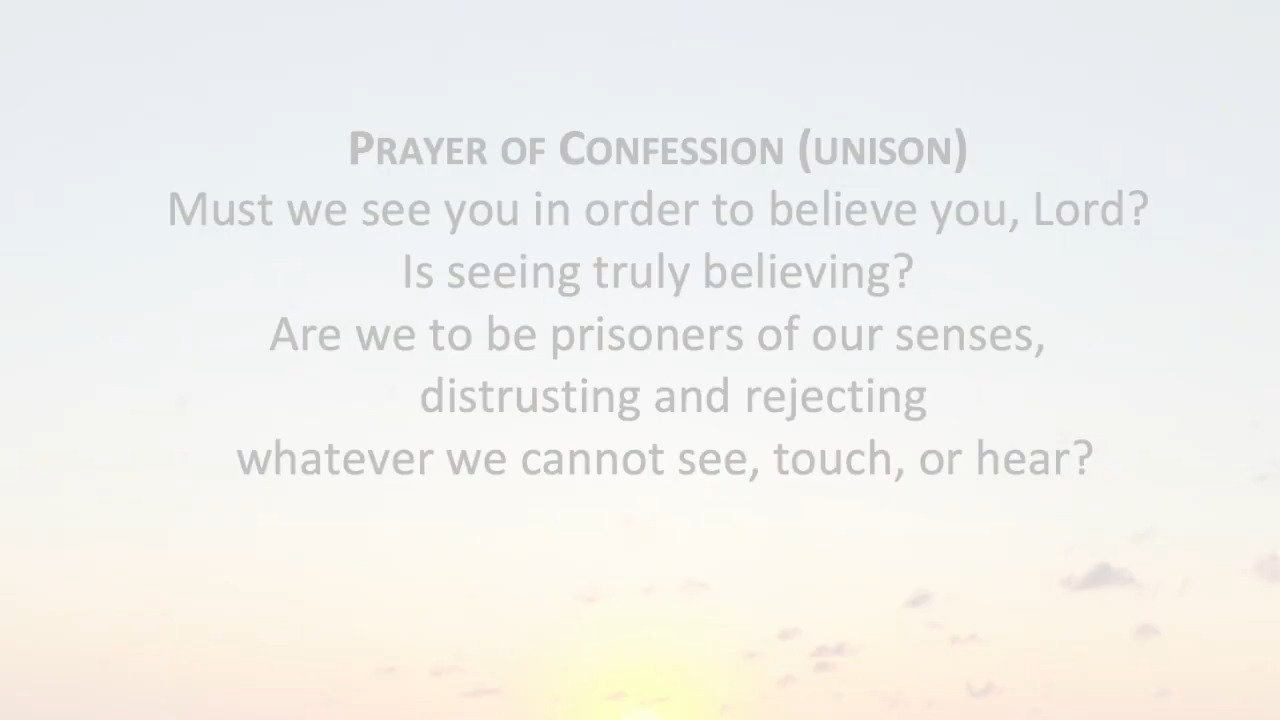 PRAYER OF CONFESSION (UNISON)
Must we see you in order to believe you, Lord?
Is seeing truly believing?
Are we to be prisoners of our senses,
distrusting and rejecting
whatever we cannot see, touch, or hear?